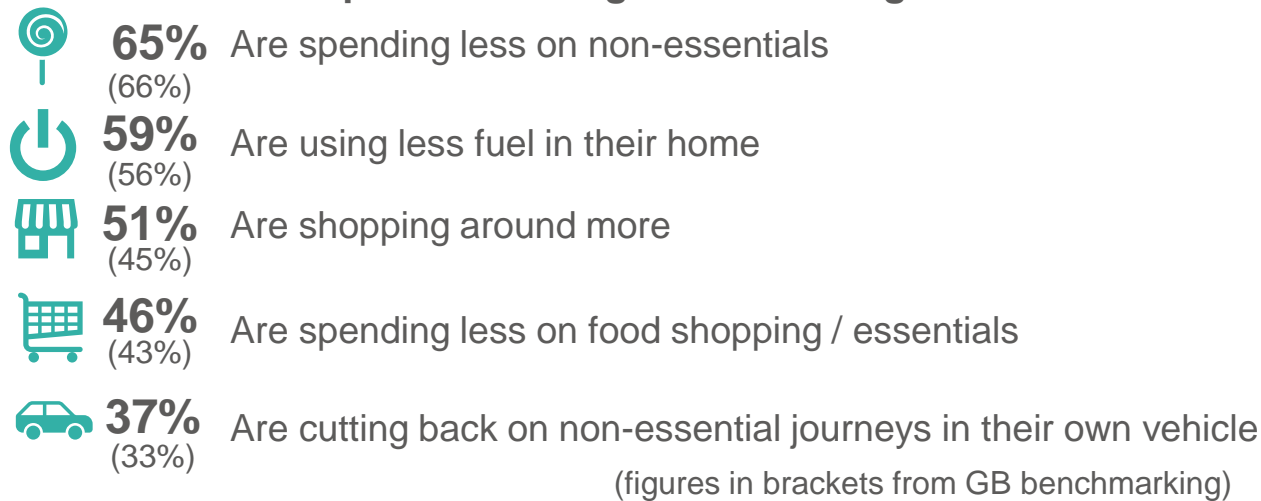 65% Are spending less on non-essentials
(66%)
59% Are using less fuel in their home
(56%)
51% Are shopping around more
(45%)
46% Are spending less on food shopping / essentials
(43%)
37% Are cutting back on non-essential journeys in their own vehicle
(33%)
(figures in brackets from GB benchmarking)